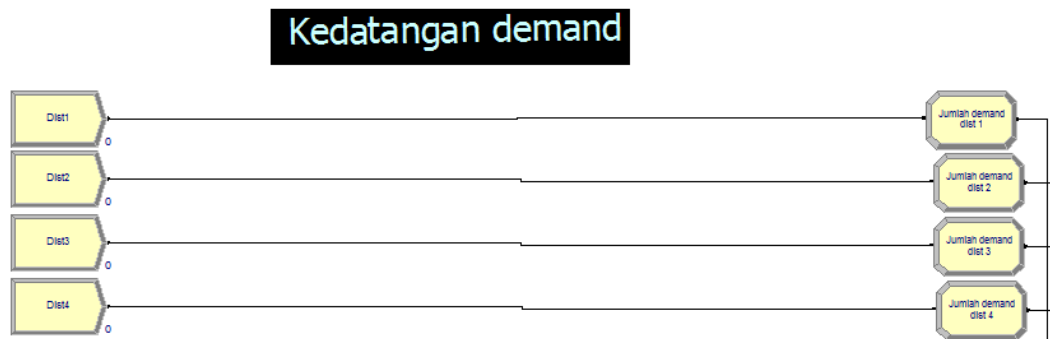 Kedatangan demand
Dist1
0
Jumlah demand
dist 1
Dist2
0
Jumlah demand
dist 2
Dist3
0
Jumlah demand
dist 3
Dist4
0
Jumlah demand
dist 4